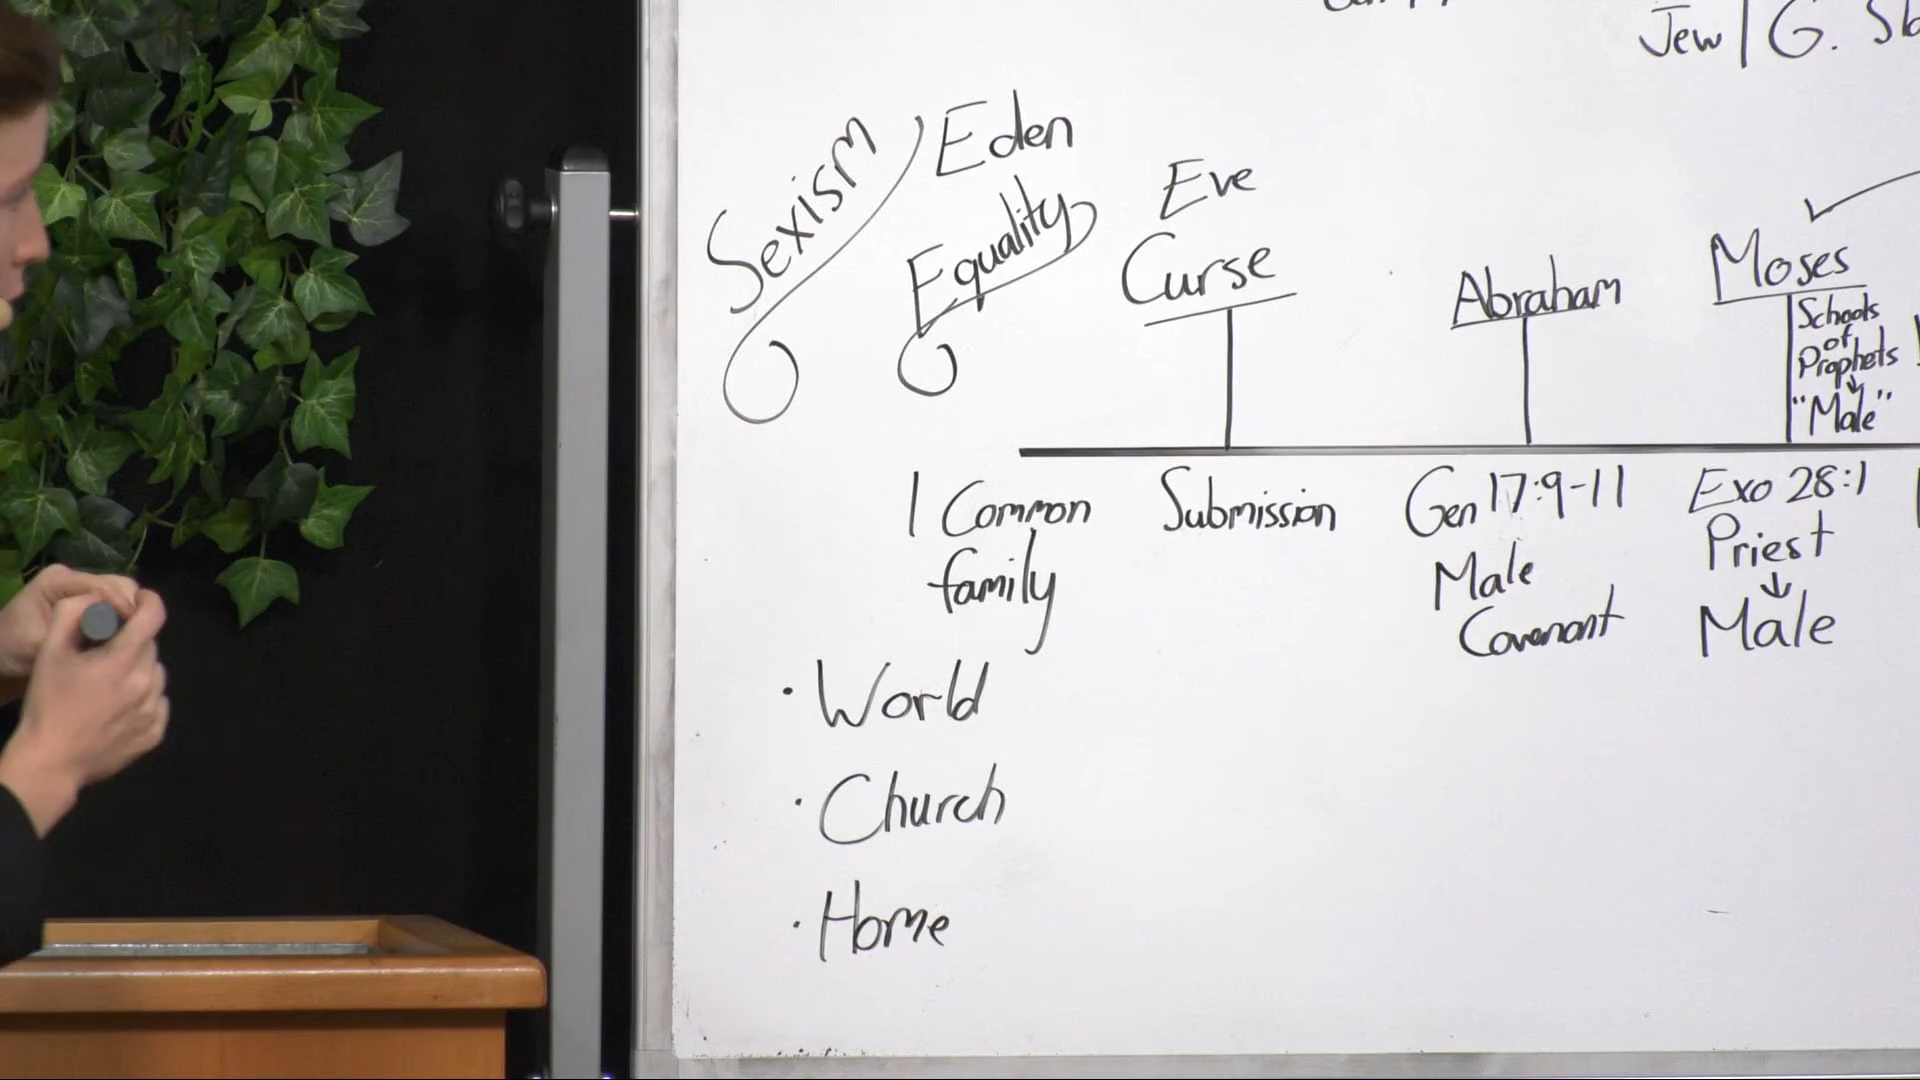 Jew | G.
Sexism
Eden
Equality
Eve
Curse
Abraham
Moses
Schools
of
Prophets
↓
"Male"
1 Common
family
Submission
Gen 17:9-11
Male
Covenant
Exo 28:1
Priest
↓
Male
· World
· Church
· Home